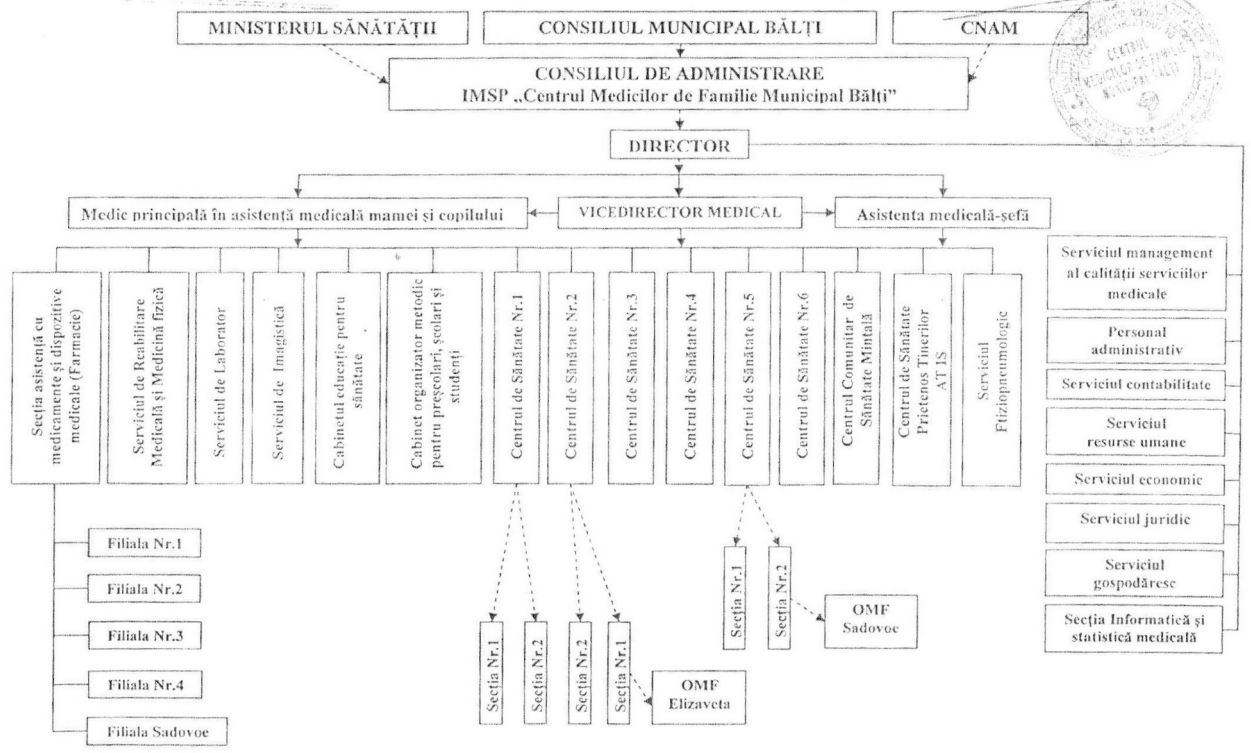 MINISTERUL SĂNĂTĂȚII
CONSILIUL MUNICIPAL BĂLȚI
CNAM
CENTRUL
MEDICILOR DE FAMILIE
MUNICIPAL BĂLȚI
CONSILIUL DE ADMINISTRARE
IMSP „Centrul Medicilor de Familie Municipal Bălți”
DIRECTOR
Medic principală în asistență medicală mamei și copilului
VICEDIRECTOR MEDICAL
Asistenta medicală-șefă
Secția asistență cu
medicamente și dispozitive
medicale (Farmacie)
Serviciul de Reabilitare
Medicală și Medicină fizică
Serviciul de Laborator
Serviciul de Imagistică
Cabinetul educație pentru
sănătate
Cabinet organizator metodic
pentru preșcolari, școlari și
studenți
Centrul de Sănătate Nr.1
Centrul de Sănătate Nr.2
Centrul de Sănătate Nr.3
Centrul de Sănătate Nr.4
Centrul de Sănătate Nr.5
Centrul de Sănătate Nr.6
Centrul Comunitar de
Sănătate Mintală
Centrul de Sănătate
Prietenos Tinerilor
ATIS
Serviciul
Ftiziopneumologic
Serviciul management
al calității serviciilor
medicale
Personal
administrativ
Serviciul contabilitate
Serviciul
resurse umane
Serviciul economic
Serviciul juridic
Serviciul
gospodăresc
Secția Informatică și
statistică medicală
Filiala Nr.1
Filiala Nr.2
Filiala Nr.3
Filiala Nr.4
Filiala Sadovoe
Secția Nr.1
Secția Nr.2
Secția Nr.2
Secția Nr.1
OMF
Elizaveta
Secția Nr.1
Secția Nr.2
OMF
Sadovoe